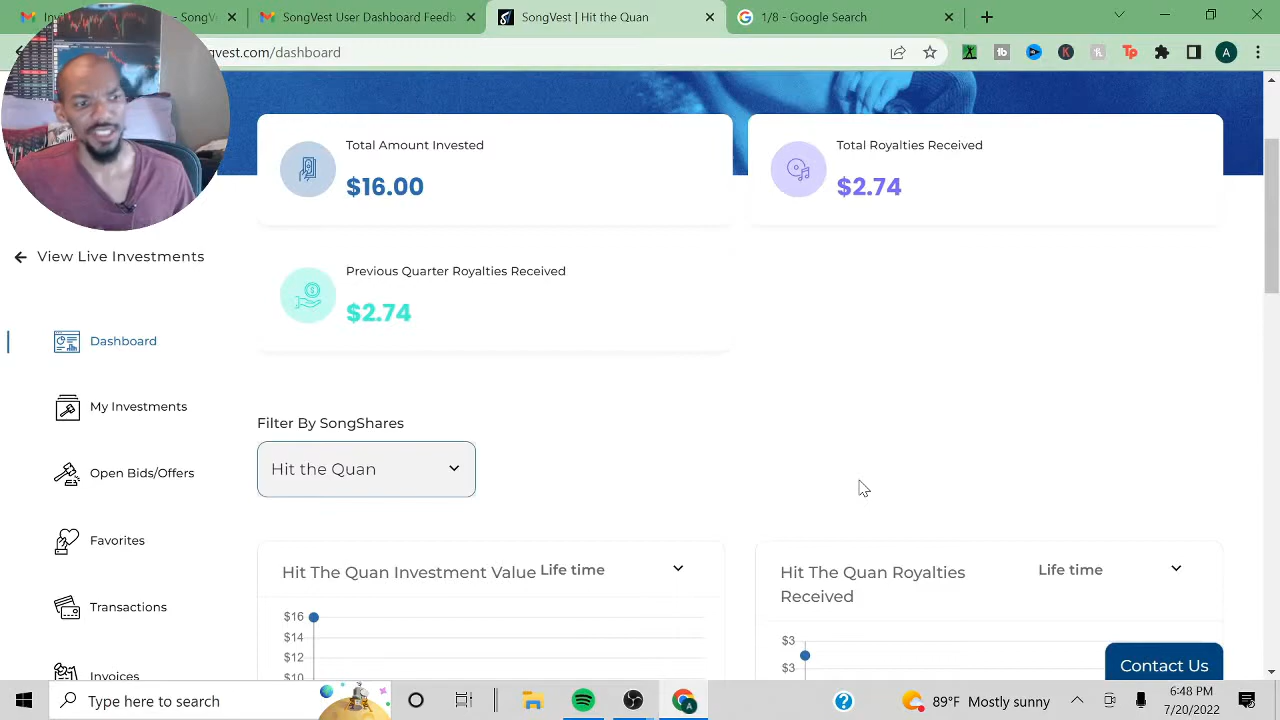 SongVest User Dashboard Feedb
SongVest | Hit the Quan
1/8 - Google Search
vest.com/dashboard
Total Amount Invested
$16.00
Total Royalties Received
$2.74
Previous Quarter Royalties Received
$2.74
View Live Investments
Dashboard
My Investments
Open Bids/Offers
Favorites
Transactions
Invoices
Filter By SongShares
Hit the Quan
Hit The Quan Investment Value Life time
$16
$14
$12
$10
Hit The Quan Royalties Received
Life time
$3
$3
Contact Us
Type here to search
89°F Mostly sunny
6:48 PM
7/20/2022